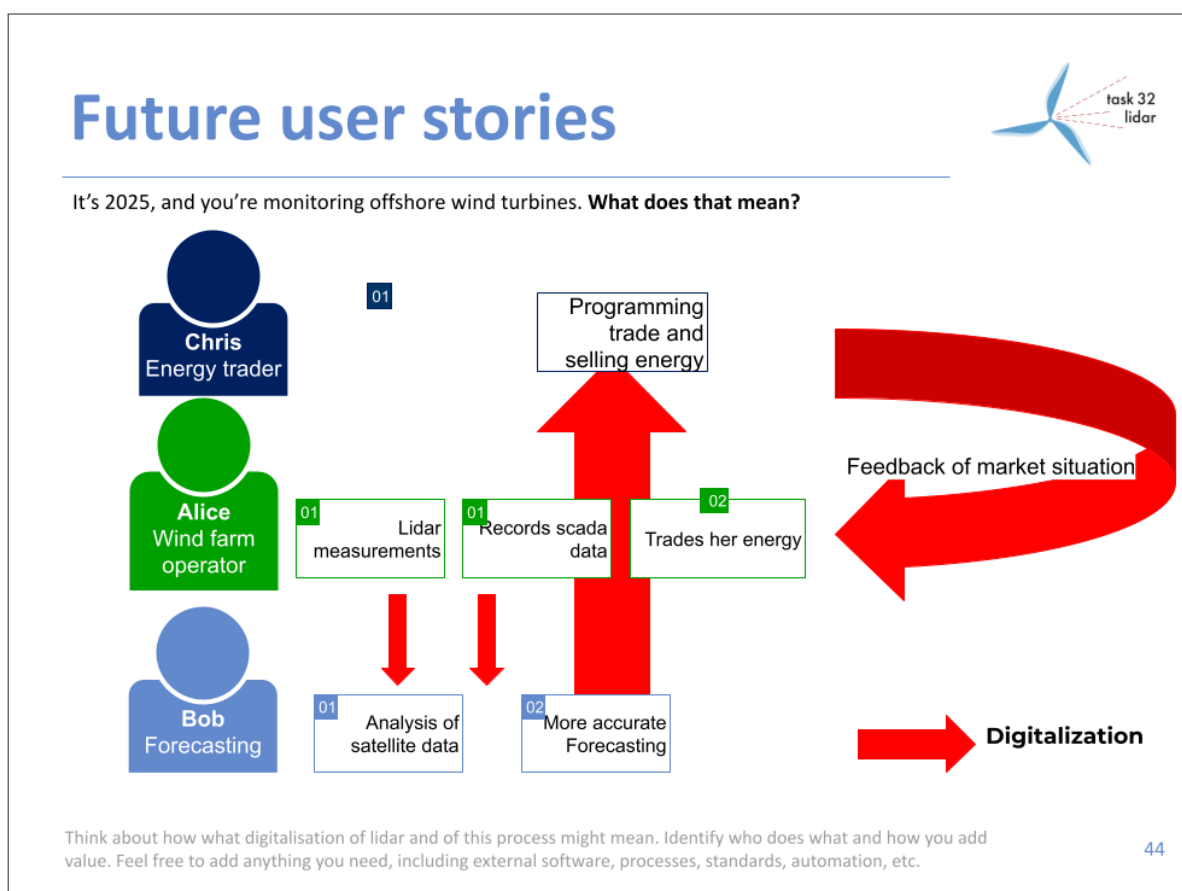 Future user stories
task 32
lidar
It’s 2025, and you’re monitoring offshore wind turbines. What does that mean?
Chris
Energy trader
01
Programming
trade and
selling energy
Feedback of market situation
Alice
Wind farm
operator
01
Lidar
measurements
01
Records scada
data
02
Trades her energy
Bob
Forecasting
01
Analysis of
satellite data
02
More accurate
Forecasting
Digitalization
Think about how what digitalisation of lidar and of this process might mean. Identify who does what and how you add
value. Feel free to add anything you need, including external software, processes, standards, automation, etc.
44